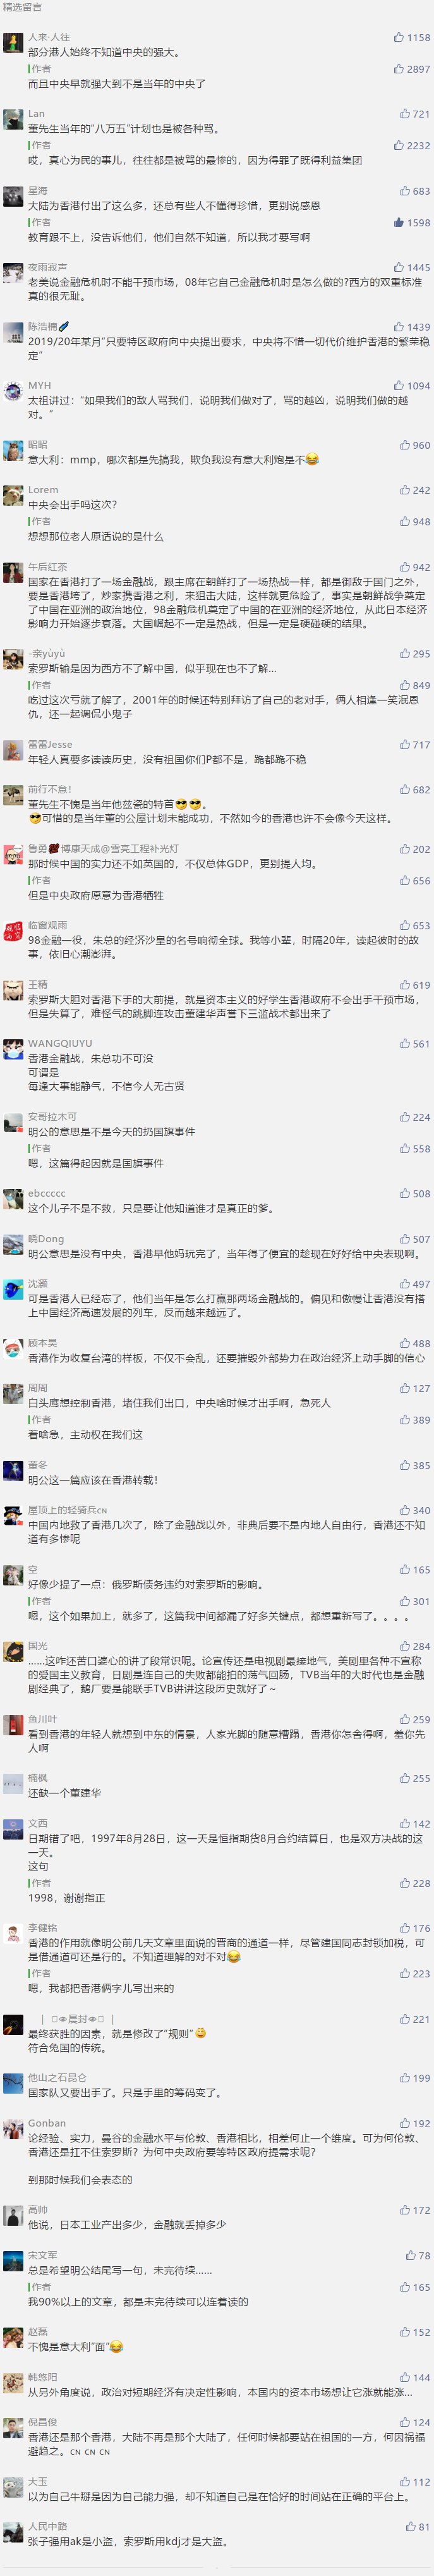 精选留言
人来·人往
1158
部分港人始终不知道中央的强大。
作者
2897
而且中央早就强大到不是当年的中央了
Lan
721
董先生当年的“八万五”计划也是被各种骂。
作者
2232
哎，真心为民的事儿，往往都是被骂的最惨的，因为得罪了既得利益集团
星海
683
大陆为香港付出了这么多，还总有些人不懂得珍惜，更别说感恩
作者
1598
教育跟不上，没告诉他们，他们自然不知道，所以我才要写啊
夜雨寂声
1445
老美说金融危机时不能干预市场，08年它自己金融危机时是怎么做的?西方的双重标准
真的很无耻。
陈浩楠
1439
2019/20年某月“只要特区政府向中央提出要求，中央将不惜一切代价维护香港的繁荣稳
定”
MYH
1094
太祖讲过：“如果我们的敌人骂我们，说明我们做对了，骂的越凶，说明我们做的越
对。”
昭昭
960
意大利：mmp，哪次都是先搞我，欺负我没有意大利炮是不😂
Lorem
242
中央会出手吗这次？
作者
948
想想那位老人原话说的是什么
午后红茶
942
国家在香港打了一场金融战，跟主席在朝鲜打了一场热战一样，都是御敌于国门之外，
要是香港垮了，炒家携香港之利，来狙击大陆，这样就更危险了，事实是朝鲜战争奠定
了中国在亚洲的政治地位，98金融危机奠定了中国的在亚洲的经济地位，从此日本经济
影响力开始逐步衰落。大国崛起不一定是热战，但是一定是硬碰硬的结果。
-亲yùyù
295
索罗斯输是因为西方不了解中国，似乎现在也不了解...
作者
849
吃过这次亏就了解了，2001年的时候还特别拜访了自己的老对手，俩人相逢一笑泯恩
仇，还一起调侃小鬼子
雷雷Jesse
717
年轻人真要多读读历史，没有祖国你们P都不是，跪都跪不稳
前行不怠！
682
董先生不愧是当年他兹瓷的特首😎😎。
😎可惜的是当年董的公屋计划未能成功，不然如今的香港也许不会像今天这样。
鲁勇 博康天成@雪亮工程补光灯
202
那时候中国的实力还不如英国的，不仅总体GDP，更别提人均。
作者
656
但是中央政府愿意为香港牺牲
临窗观雨
653
98金融一役，朱总的经济沙皇的名号响彻全球。我等小辈，时隔20年，读起彼时的故
事，依旧心潮澎湃。
王精
619
索罗斯大胆对香港下手的大前提，就是资本主义的好学生香港政府不会出手干预市场，
但是失算了，难怪气的跳脚连攻击董建华声誉下三滥战术都出来了
WANGQIUYU
561
香港金融战，朱总功不可没
可谓是
每逢大事能静气，不信今人无古贤
安哥拉木可
224
明公的意思是不是今天的扔国旗事件
作者
558
嗯，这篇得起因就是国旗事件
ebccccc
508
这个儿子不是不救，只是要让他知道谁才是真正的爹。
晓Dong
507
明公意思是没有中央，香港早他妈玩完了，当年得了便宜的趁现在好好给中央表现啊。
沈灏
497
可是香港人已经忘了，他们当年是怎么打赢那两场金融战的。偏见和傲慢让香港没有搭
上中国经济高速发展的列车，反而越来越远了。
顾本昊
488
香港作为收复台湾的样板，不仅不会乱，还要摧毁外部势力在政治经济上动手脚的信心
周周
127
白头鹰想控制香港，堵住我们出口，中央啥时候才出手啊，急死人
作者
389
着啥急，主动权在我们这
董冬
385
明公这一篇应该在香港转载！
屋顶上的轻骑兵CN
340
中国内地救了香港几次了，除了金融战以外，非典后要不是内地人自由行，香港还不知
道有多惨呢
空
165
好像少提了一点：俄罗斯债务违约对索罗斯的影响。
作者
301
嗯，这个如果加上，就多了，这篇我中间都漏了好多关键点，都想重新写了。。。。
国光
284
……这咋还苦口婆心的讲了段常识呢。论宣传还是电视剧最接地气，美剧里各种不宣称
的爱国主义教育，日剧是连自己的失败都能拍的荡气回肠，TVB当年的大时代也是金融
剧经典了，鹅厂要是能联手TVB讲讲这段历史就好了～
鱼川叶
259
看到香港的年轻人就想到中东的情景，人家光脚的随意糟蹋，香港你怎舍得啊，羞你先
人啊
楠枫
255
还缺一个董建华
文西
142
日期错了吧，1997年8月28日，这一天是恒指期货8月合约结算日，也是双方决战的这
一天。
这句
作者
228
1998，谢谢指正
李健铭
176
香港的作用就像明公前几天文章里面说的晋商的通道一样，尽管建国同志封锁加税，可
是借通道可还是行的。不知道理解的对不对😂
作者
223
嗯，我都把香港俩字儿写出来的
晨封
221
最终获胜的因素，就是修改了“规则”😄
符合兔国的传统。
他山之石昆仑
199
国家队又要出手了。只是手里的筹码变了。
Gonban
192
论经验、实力，曼谷的金融水平与伦敦、香港相比，相差何止一个维度。可为何伦敦、
香港还是扛不住索罗斯？为何中央政府要等特区政府提需求呢？
到那时候我们会表态的
高帅
172
他说，日本工业产出多少，金融就丢掉多少
宋文军
78
总是希望明公结尾写一句，未完待续......
作者
165
我90%以上的文章，都是未完待续可以连着读的
赵磊
152
不愧是意大利“面”😂
韩悠阳
144
从另外角度说，政治对短期经济有决定性影响，本国内的资本市场想让它涨就能涨...
倪昌俊
124
香港还是那个香港，大陆不再是那个大陆了，任何时候都要站在祖国的一方，何因祸福
避趋之。CN CN CN
大玉
112
以为自己牛掰是因为自己能力强，却不知道自己是在恰好的时间站在正确的平台上。
人民中路
81
张子强用ak是小盗，索罗斯用kdj才是大盗。